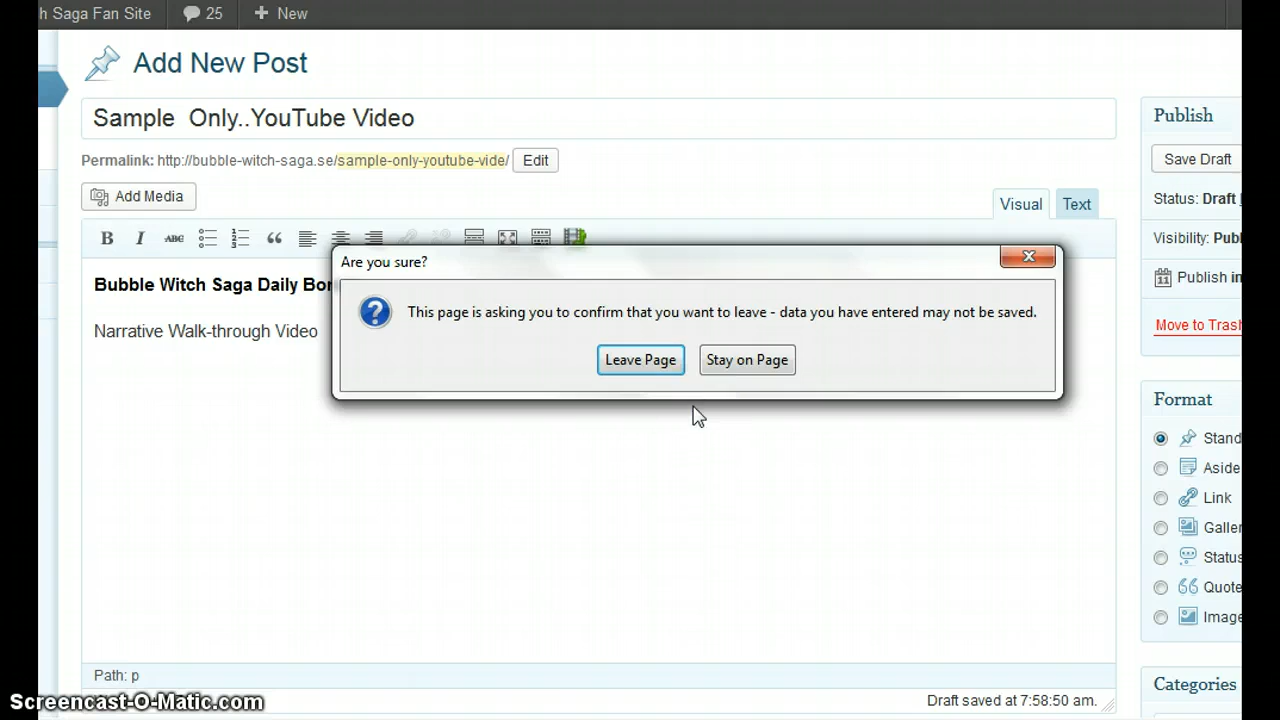 h Saga Fan Site 25 + New
Add New Post
Sample Only..YouTube Video
Permalink: http://bubble-witch-saga.se/sample-only-youtube-vide/ Edit
Add Media
Visual Text
B I ABC
Are you sure?
Bubble Witch Saga Daily Bon
This page is asking you to confirm that you want to leave - data you have entered may not be saved.
Narrative Walk-through Video
Leave Page Stay on Page
Path: p
Draft saved at 7:58:50 am.
Publish
Save Draft
Status: Draft
Visibility: Publ
11 Publish in
Move to Trash
Format
Stand
Aside
Link
Galler
Status
Quote
Image
Categories
Screencast-O-Matic.com